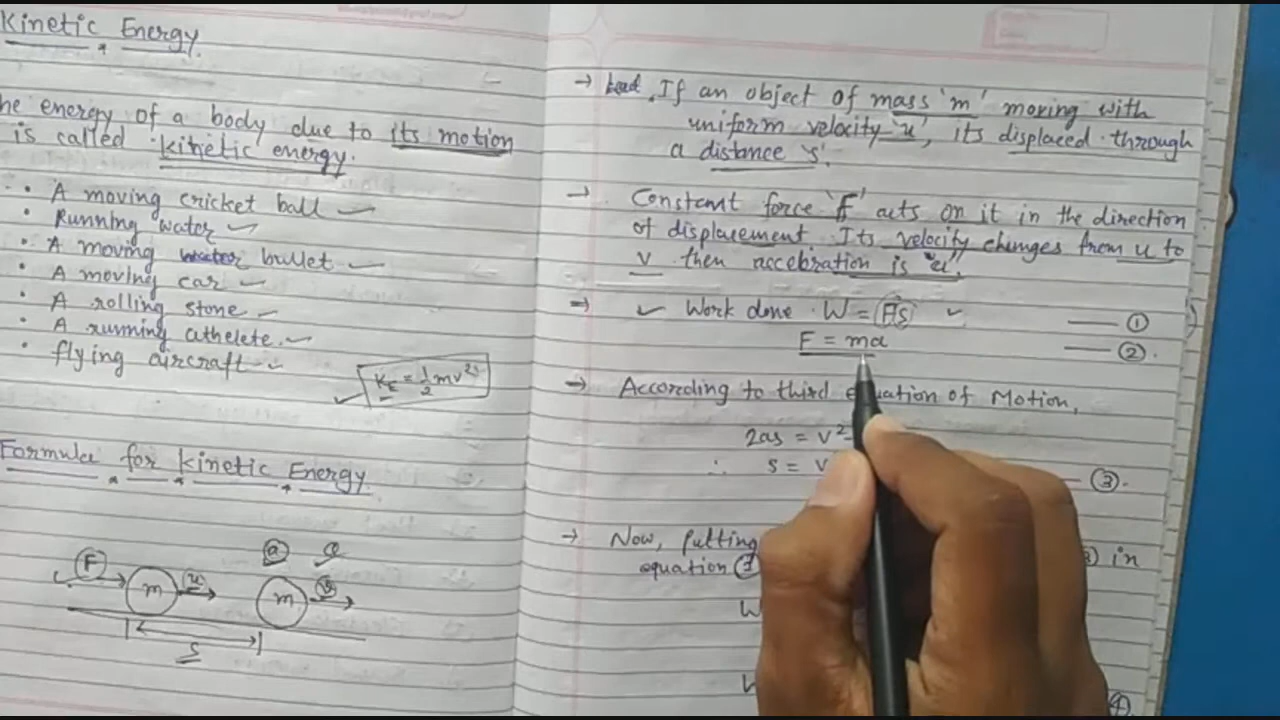 Kinetic Energy.
he energy of a body due to its motion
is called kinetic energy.
• A moving cricket ball
• Running water
• A moving bullet
• A moving car
• A rolling stone
• A running athelete.
• flying aircraft
KE = 1/2 mv²
Formula for Kinetic Energy.
F m u a m v
s
→ If an object of mass 'm' moving with
uniform velocity 'u', its displaced through
a distance 's'.
→ Constant force 'F' acts on it in the direction
of displacement. Its velocity changes from u to
v then accebration is "a".
⇒ Work done W = Fs — ①
F = ma — ②.
→ According to third equation of Motion,
2as = v²
∴ s = v — ③.
→ Now, putting in
equation ①
W
④